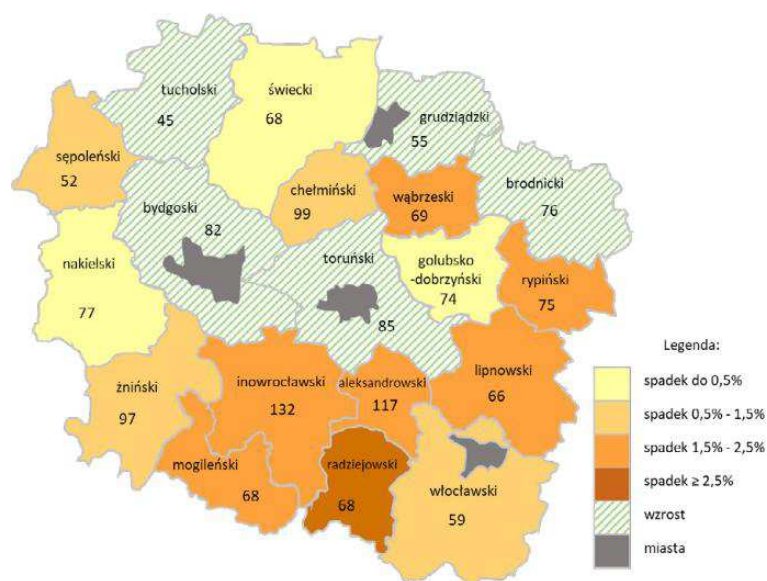 tucholski
45
świecki
68
grudziądzki
55
sępoleński
52
chełmiński
99
wąbrzeski
69
brodnicki
76
bydgoski
82
toruński
85
golubsko
-dobrzyński
74
nakielski
77
rypiński
75
żniński
97
inowrocławski
132
aleksandrowski
117
lipnowski
66
mogileński
68
radziejowski
68
włocławski
59
Legenda:
spadek do 0,5%
spadek 0,5% - 1,5%
spadek 1,5% - 2,5%
spadek ≥ 2,5%
wzrost
miasta